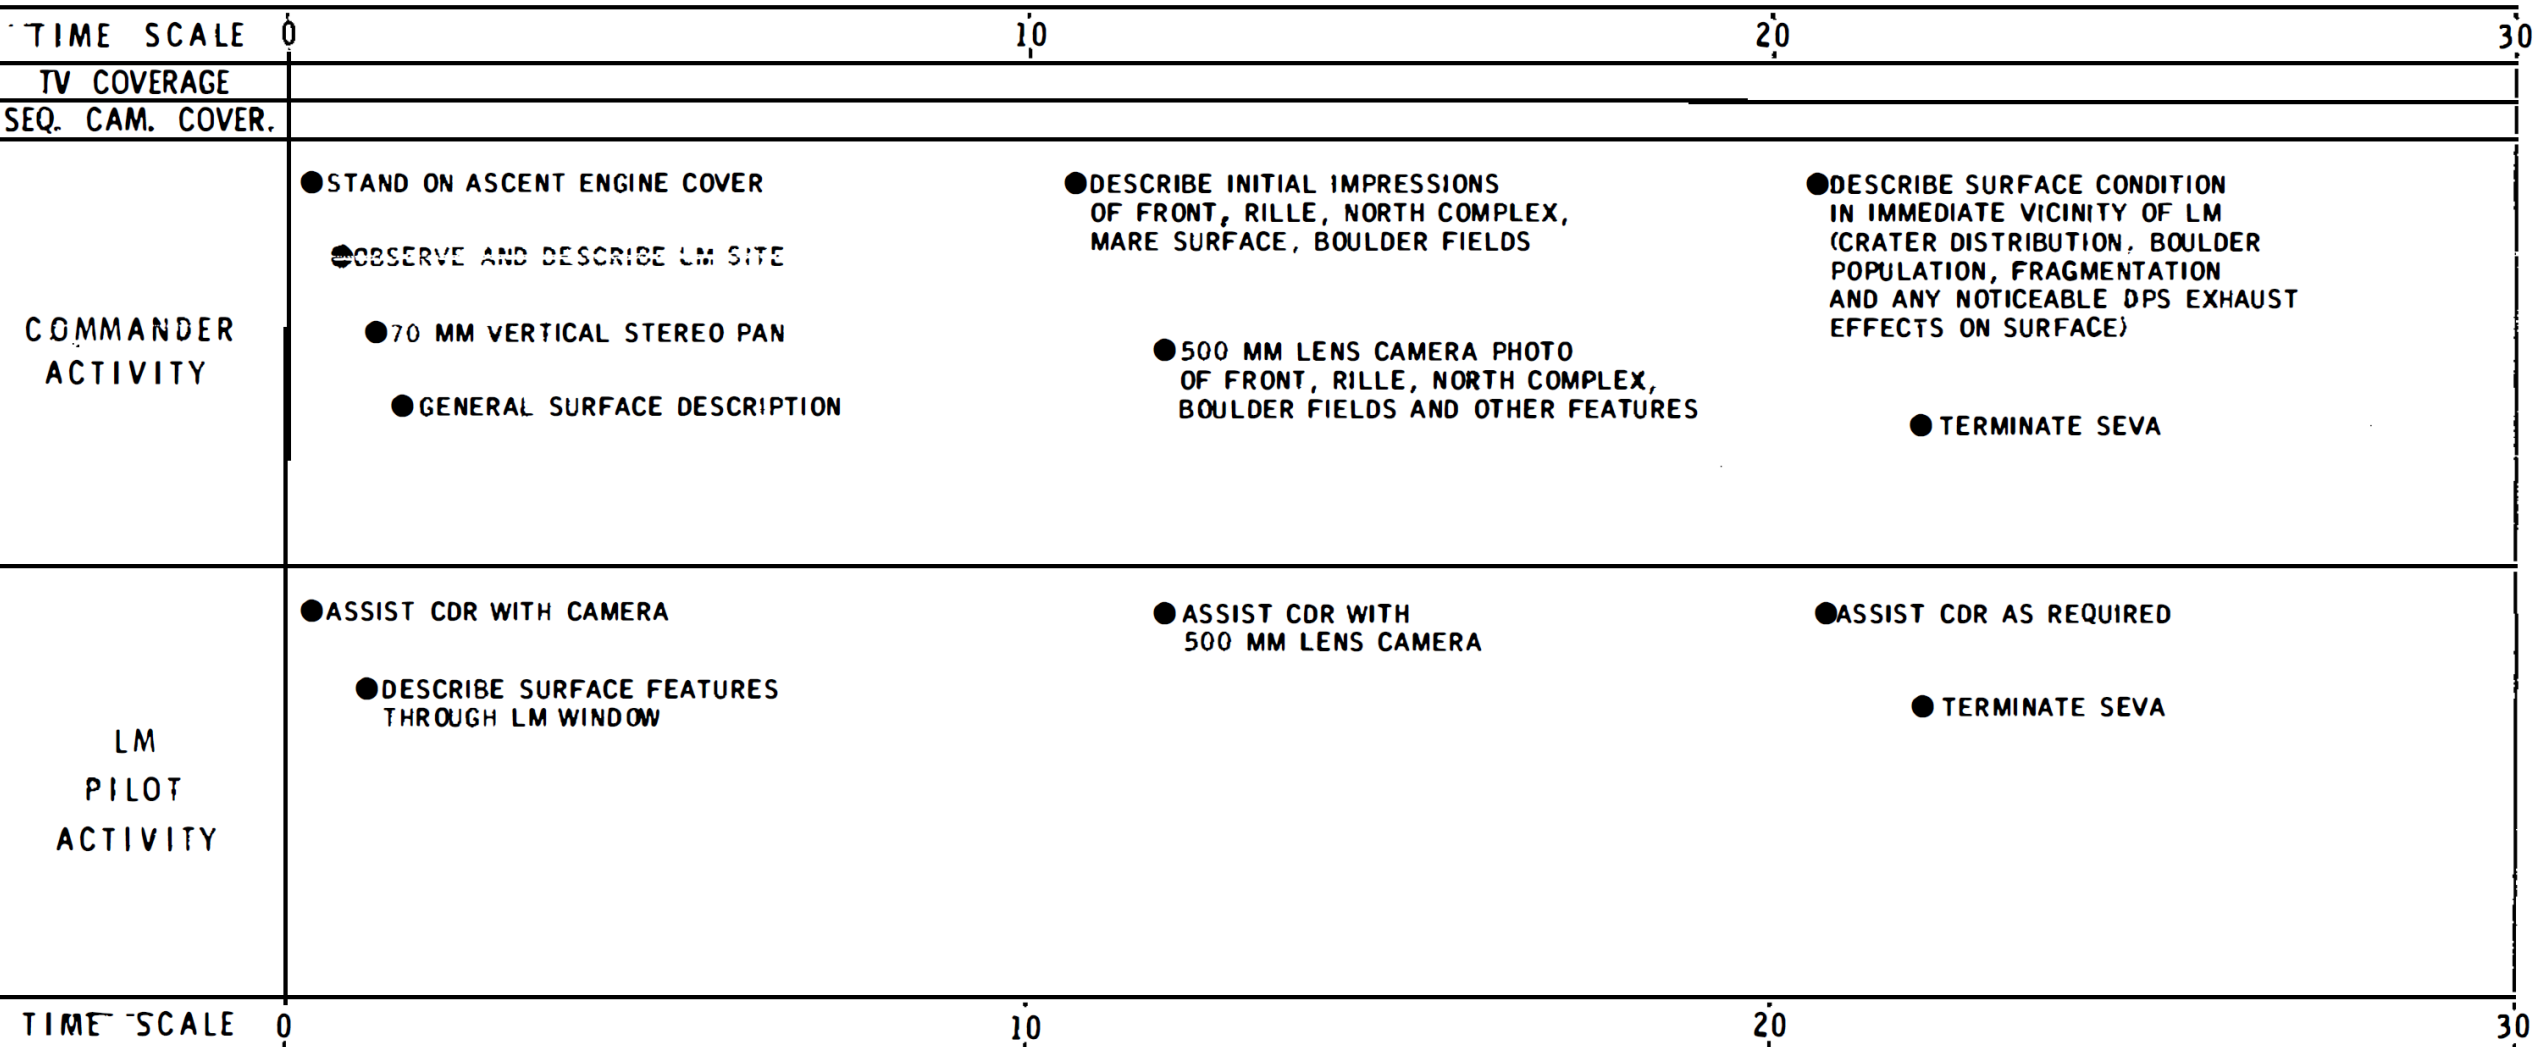 TIME SCALE 0 10 20 30
TV COVERAGE
SEQ. CAM. COVER.
COMMANDER
ACTIVITY
●STAND ON ASCENT ENGINE COVER
●OBSERVE AND DESCRIBE LM SITE
●70 MM VERTICAL STEREO PAN
●GENERAL SURFACE DESCRIPTION
●DESCRIBE INITIAL IMPRESSIONS
OF FRONT, RILLE, NORTH COMPLEX,
MARE SURFACE, BOULDER FIELDS
●500 MM LENS CAMERA PHOTO
OF FRONT, RILLE, NORTH COMPLEX,
BOULDER FIELDS AND OTHER FEATURES
●DESCRIBE SURFACE CONDITION
IN IMMEDIATE VICINITY OF LM
(CRATER DISTRIBUTION, BOULDER
POPULATION, FRAGMENTATION
AND ANY NOTICEABLE DPS EXHAUST
EFFECTS ON SURFACE)
● TERMINATE SEVA
LM
PILOT
ACTIVITY
●ASSIST CDR WITH CAMERA
●DESCRIBE SURFACE FEATURES
THROUGH LM WINDOW
● ASSIST CDR WITH
500 MM LENS CAMERA
●ASSIST CDR AS REQUIRED
● TERMINATE SEVA
TIME SCALE 0 10 20 30